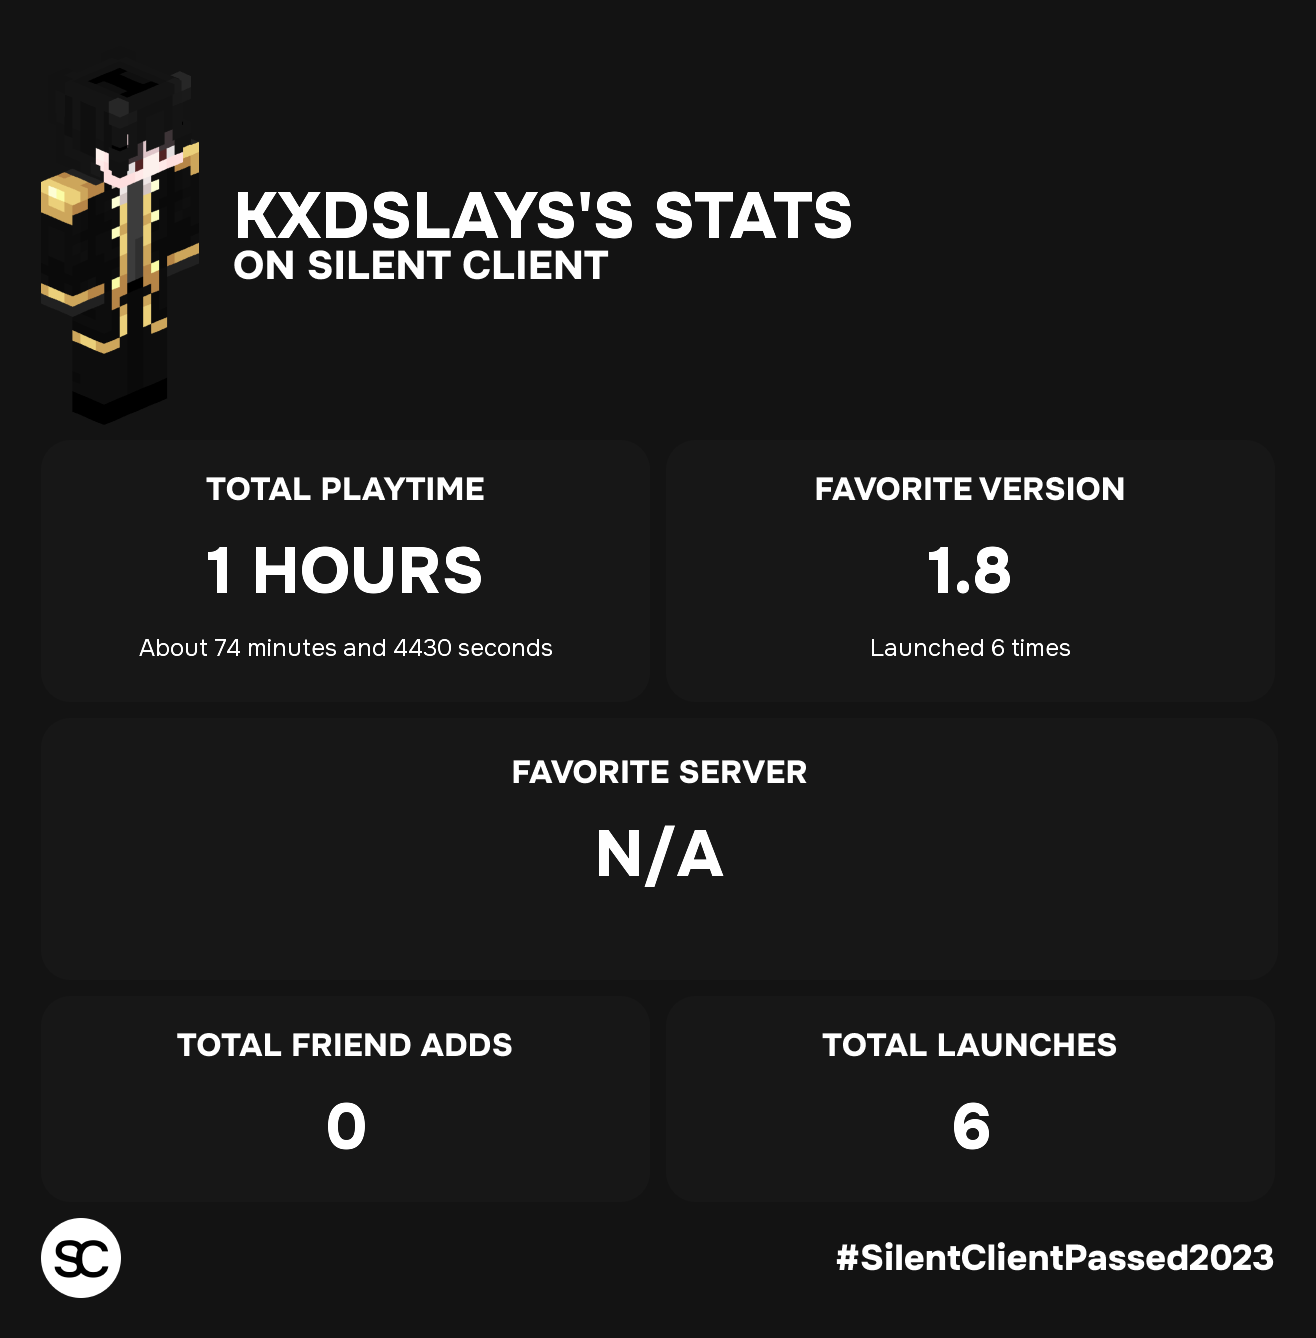 KXDSLAYS'S STATS
ON SILENT CLIENT
TOTAL PLAYTIME
1 HOURS
About 74 minutes and 4430 seconds
FAVORITE VERSION
1.8
Launched 6 times
FAVORITE SERVER
N/A
TOTAL FRIEND ADDS
0
TOTAL LAUNCHES
6
SC
#SilentClientPassed2023